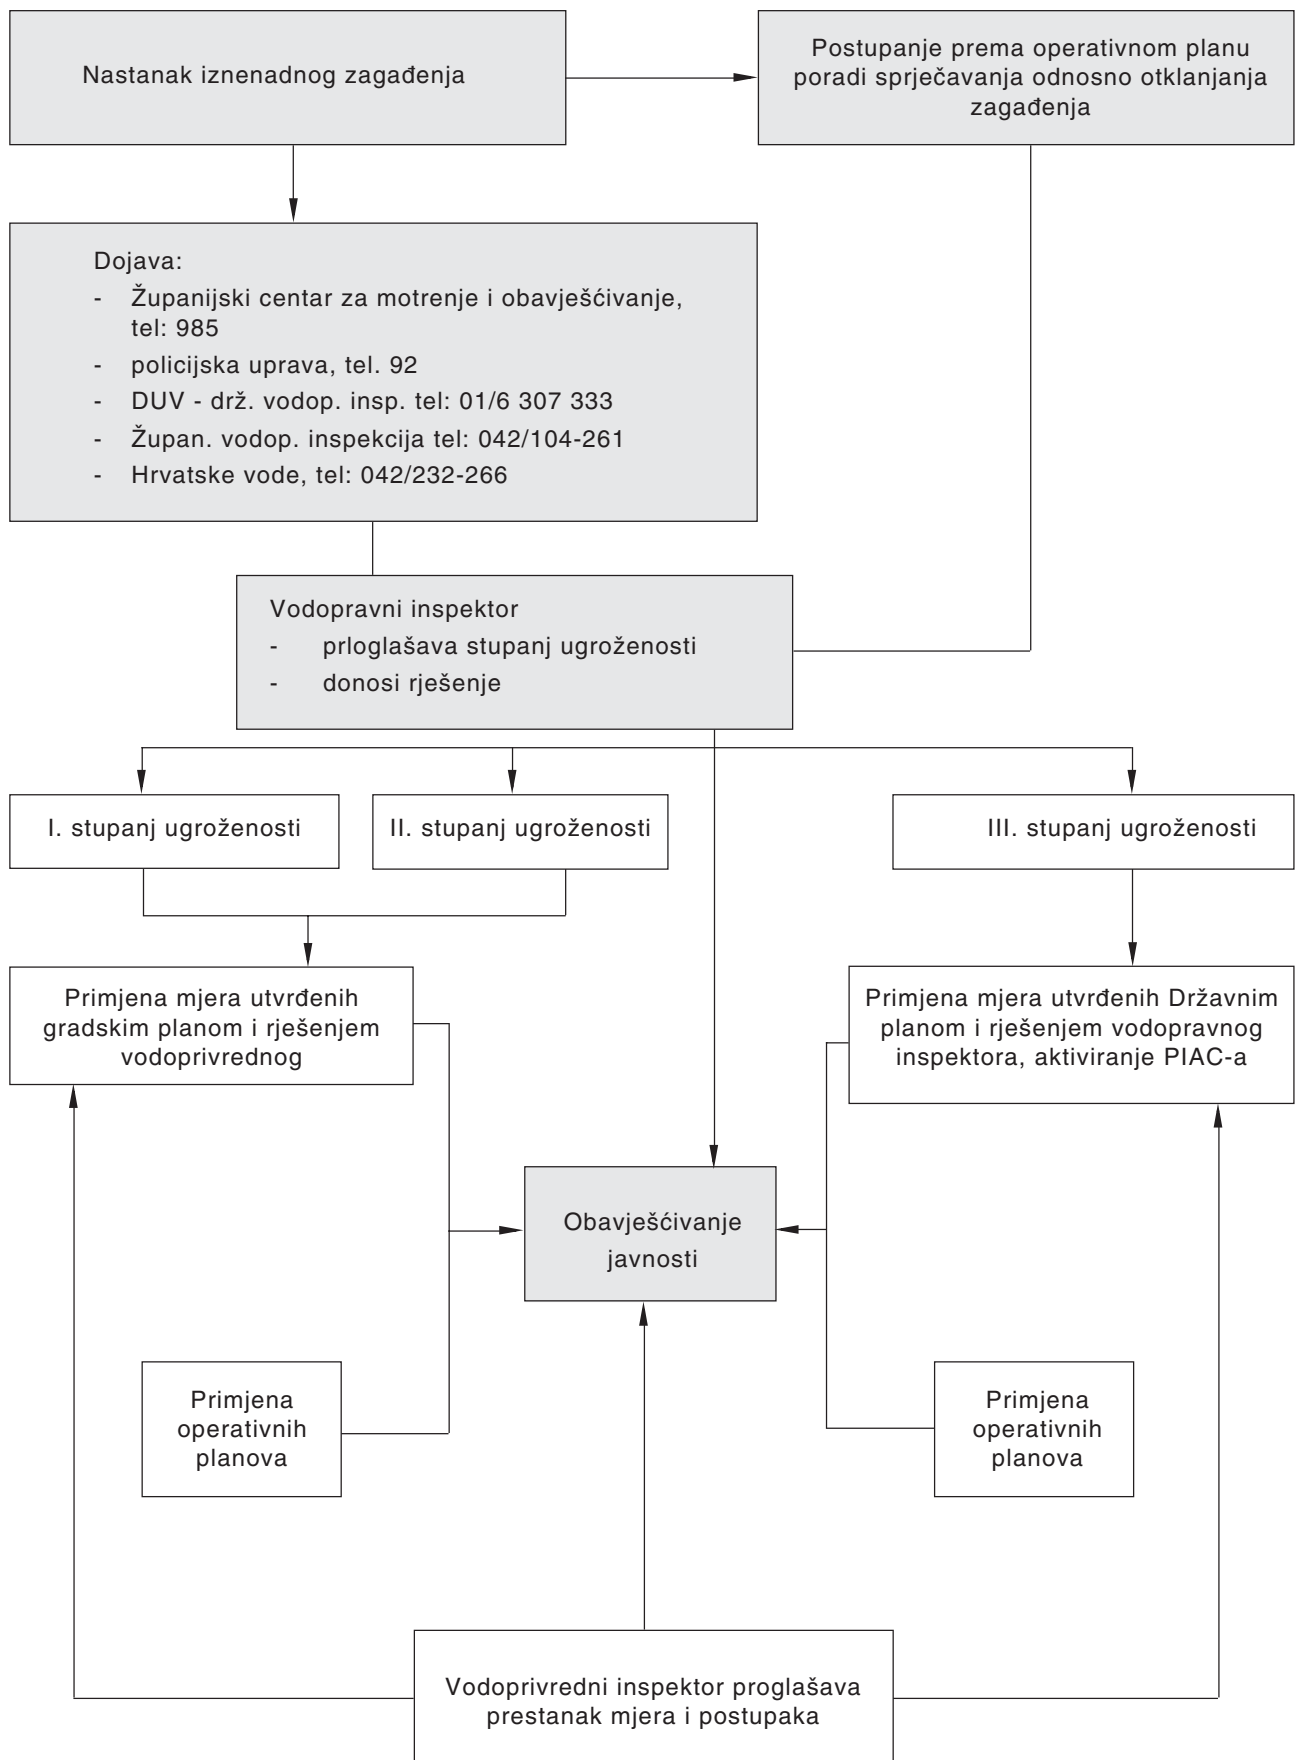 Nastanak iznenadnog zagađenja
Postupanje prema operativnom planu
poradi sprječavanja odnosno otklanjanja
zagađenja
Dojava:
- Županijski centar za motrenje i obavješćivanje,
tel: 985
- policijska uprava, tel. 92
- DUV - drž. vodop. insp. tel: 01/6 307 333
- Župan. vodop. inspekcija tel: 042/104-261
- Hrvatske vode, tel: 042/232-266
Vodopravni inspektor
- prloglašava stupanj ugroženosti
- donosi rješenje
I. stupanj ugroženosti
II. stupanj ugroženosti
III. stupanj ugroženosti
Primjena mjera utvrđenih
gradskim planom i rješenjem
vodoprivrednog
Primjena mjera utvrđenih Državnim
planom i rješenjem vodopravnog
inspektora, aktiviranje PIAC-a
Obavješćivanje
javnosti
Primjena
operativnih
planova
Primjena
operativnih
planova
Vodoprivredni inspektor proglašava
prestanak mjera i postupaka